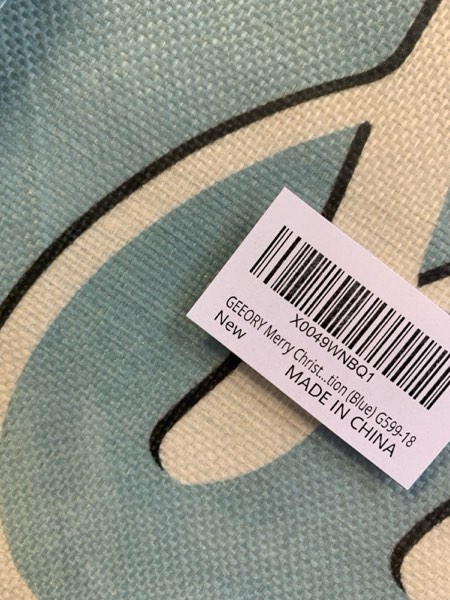 X0049WNBQ1
GEEORY Merry Christ...tion (Blue) G599-18
New
MADE IN CHINA